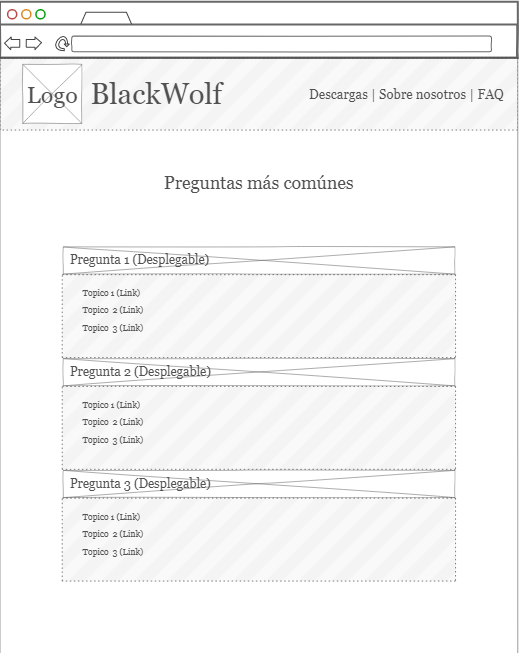 Logo
BlackWolf
Descargas | Sobre nosotros | FAQ
Preguntas más comúnes
Pregunta 1 (Desplegable)
Topico 1 (Link)
Topico 2 (Link)
Topico 3 (Link)
Pregunta 2 (Desplegable)
Topico 1 (Link)
Topico 2 (Link)
Topico 3 (Link)
Pregunta 3 (Desplegable)
Topico 1 (Link)
Topico 2 (Link)
Topico 3 (Link)